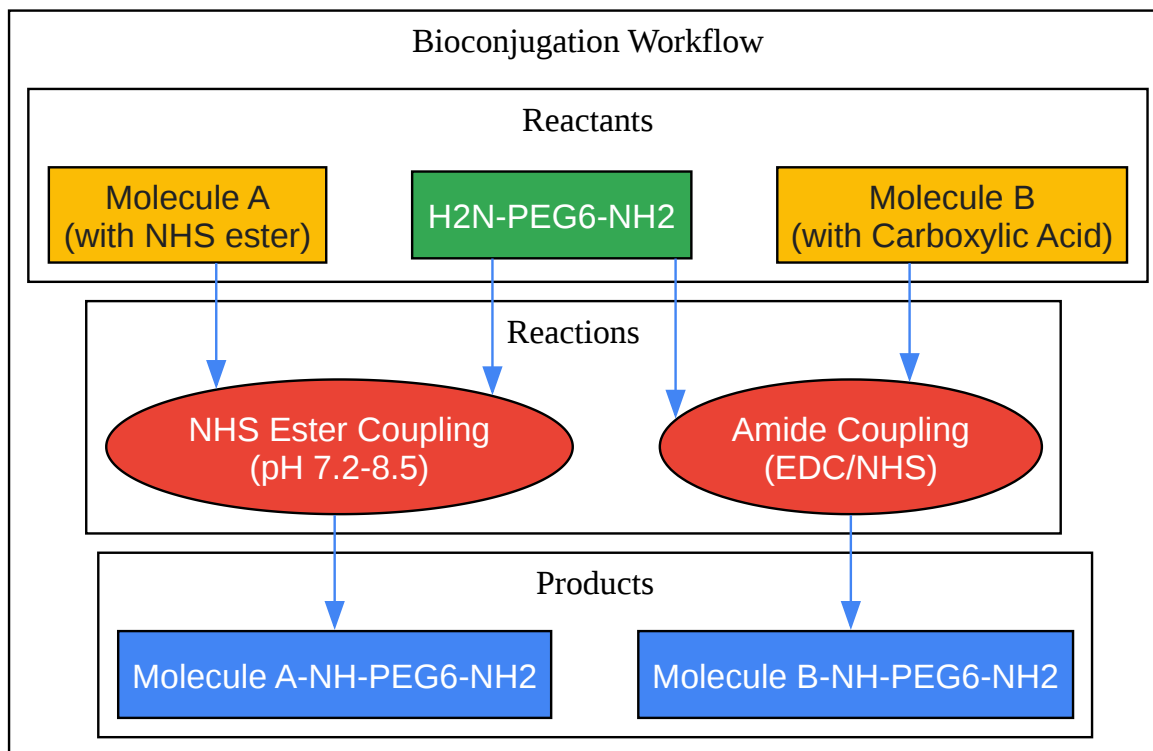 Bioconjugation Workflow
Reactants
Molecule A
(with NHS ester)
H2N-PEG6-NH2
Molecule B
(with Carboxylic Acid)
Reactions
NHS Ester Coupling
(pH 7.2-8.5)
Amide Coupling
(EDC/NHS)
Products
Molecule A-NH-PEG6-NH2
Molecule B-NH-PEG6-NH2